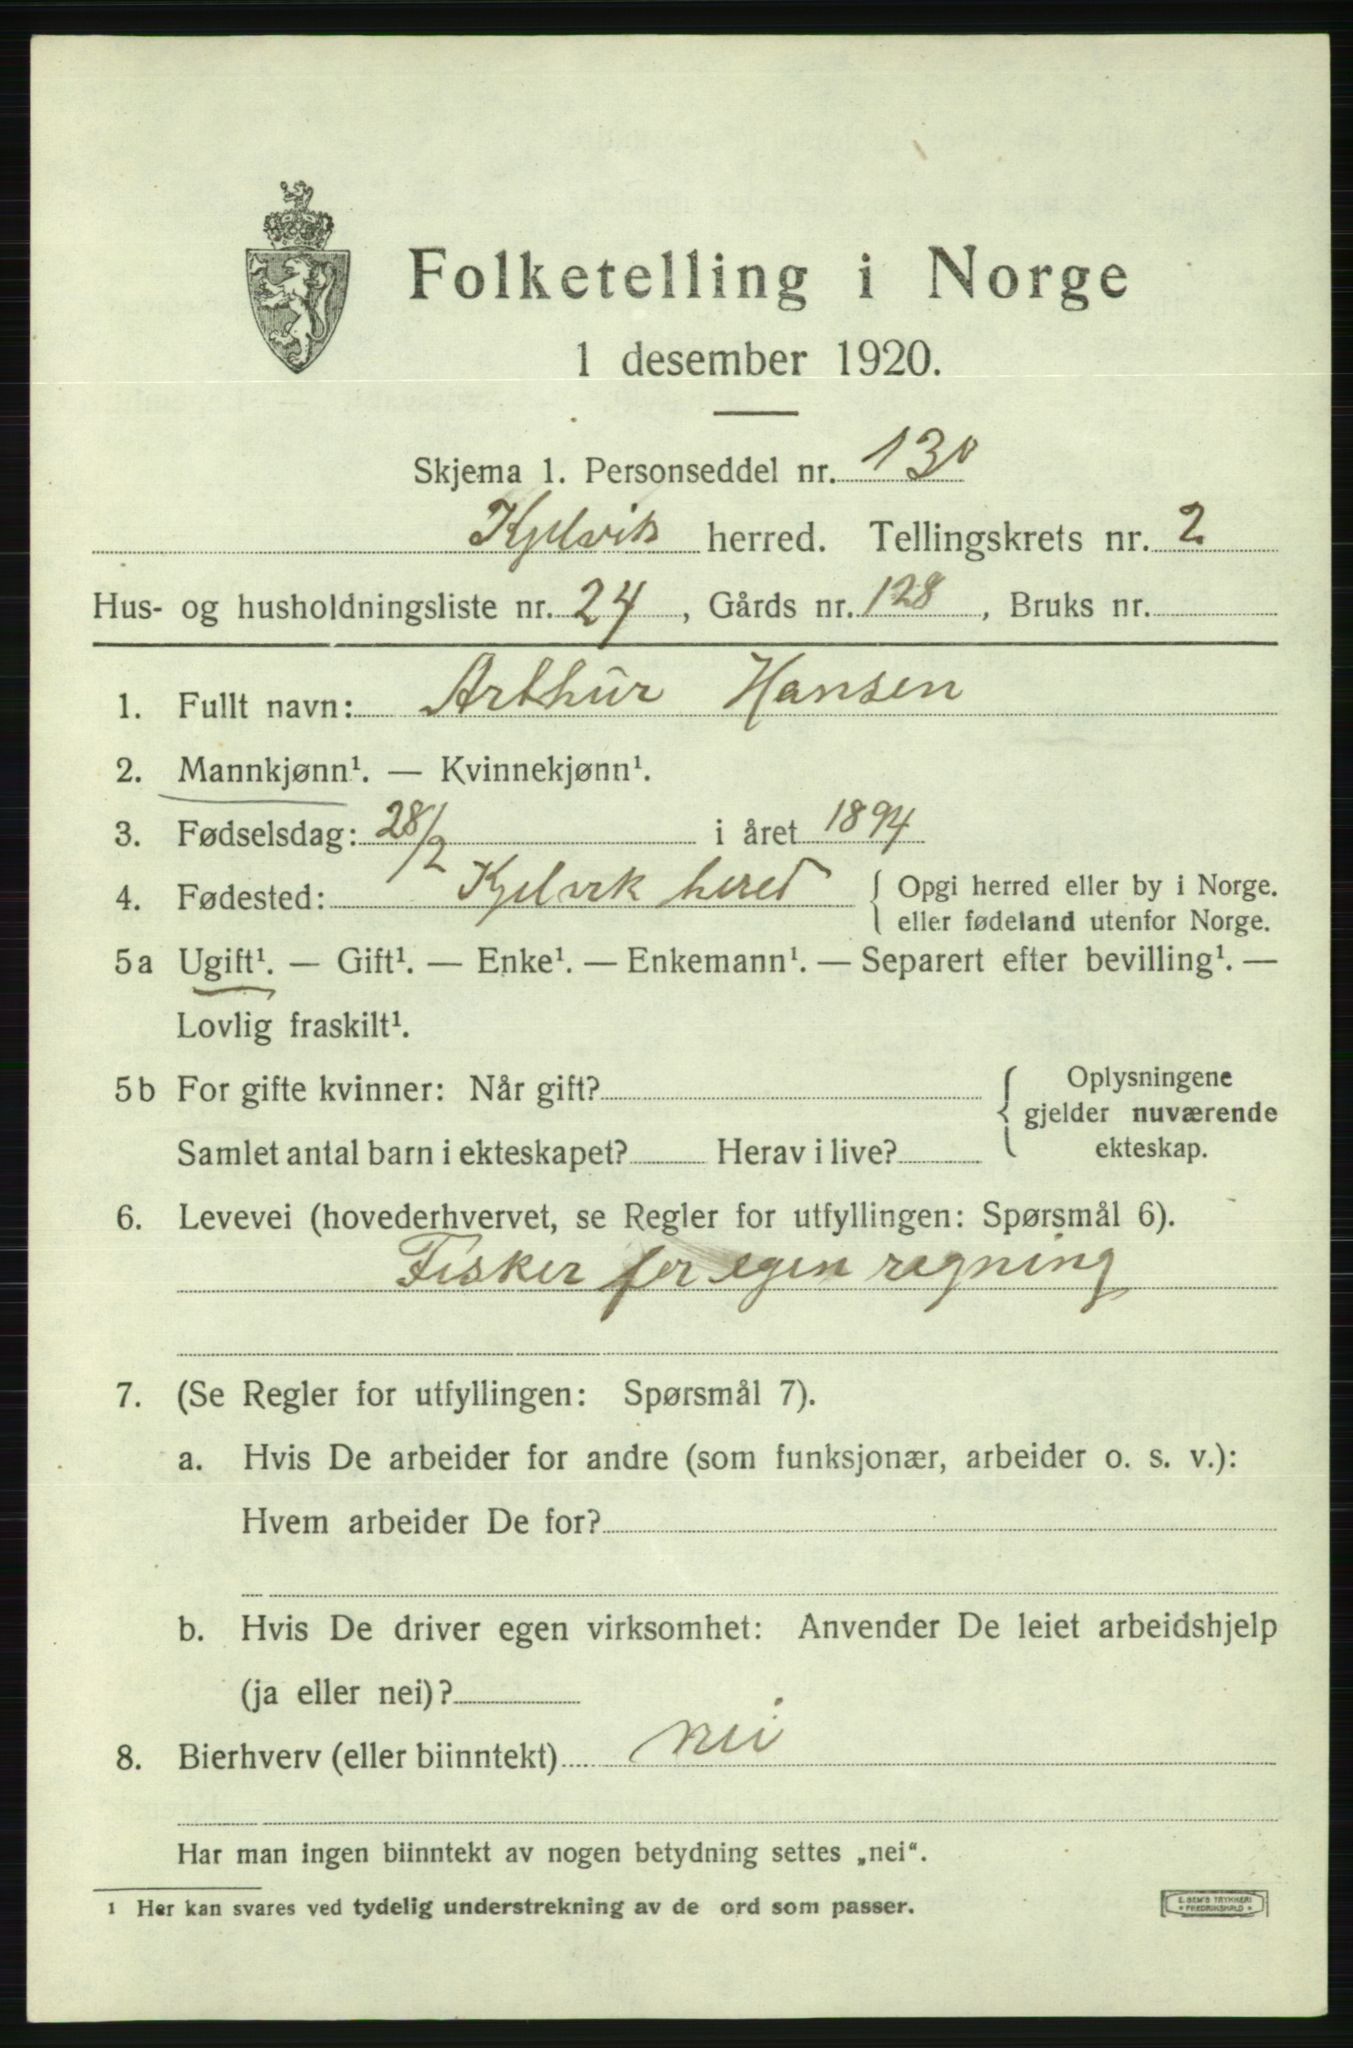 Folketelling i Norge
1 desember 1920.
Skjema 1. Personseddel nr. 130
Kjelvik herred. Tellingskrets nr. 2
Hus- og husholdningsliste nr. 24, Gårds nr. 128, Bruks nr.
1. Fullt navn: Arthur Hansen
2. Mannkjønn¹. — Kvinnekjønn¹.
3. Fødselsdag: 28/2 i året 1894
4. Fødested: Kjelvik hered { Opgi herred eller by i Norge.
eller fødeland utenfor Norge.
5a Ugift¹. — Gift¹. — Enke¹. — Enkemann¹. — Separert efter bevilling¹. —
Lovlig fraskilt¹.
5b For gifte kvinner: Når gift? { Oplysningene
gjelder nuværende
Samlet antal barn i ekteskapet? Herav i live? ekteskap.
6. Levevei (hovederhvervet, se Regler for utfyllingen: Spørsmål 6).
Fisker for egen regning
7. (Se Regler for utfyllingen: Spørsmål 7).
a. Hvis De arbeider for andre (som funksjonær, arbeider o. s. v.):
Hvem arbeider De for?
b. Hvis De driver egen virksomhet: Anvender De leiet arbeidshjelp
(ja eller nei)?
8. Bierhverv (eller biinntekt) nei
Har man ingen biinntekt av nogen betydning settes „nei“.
¹ Her kan svares ved tydelig understrekning av de ord som passer.
E. SEM'S TRYKKERI
FREDRIKSHALD